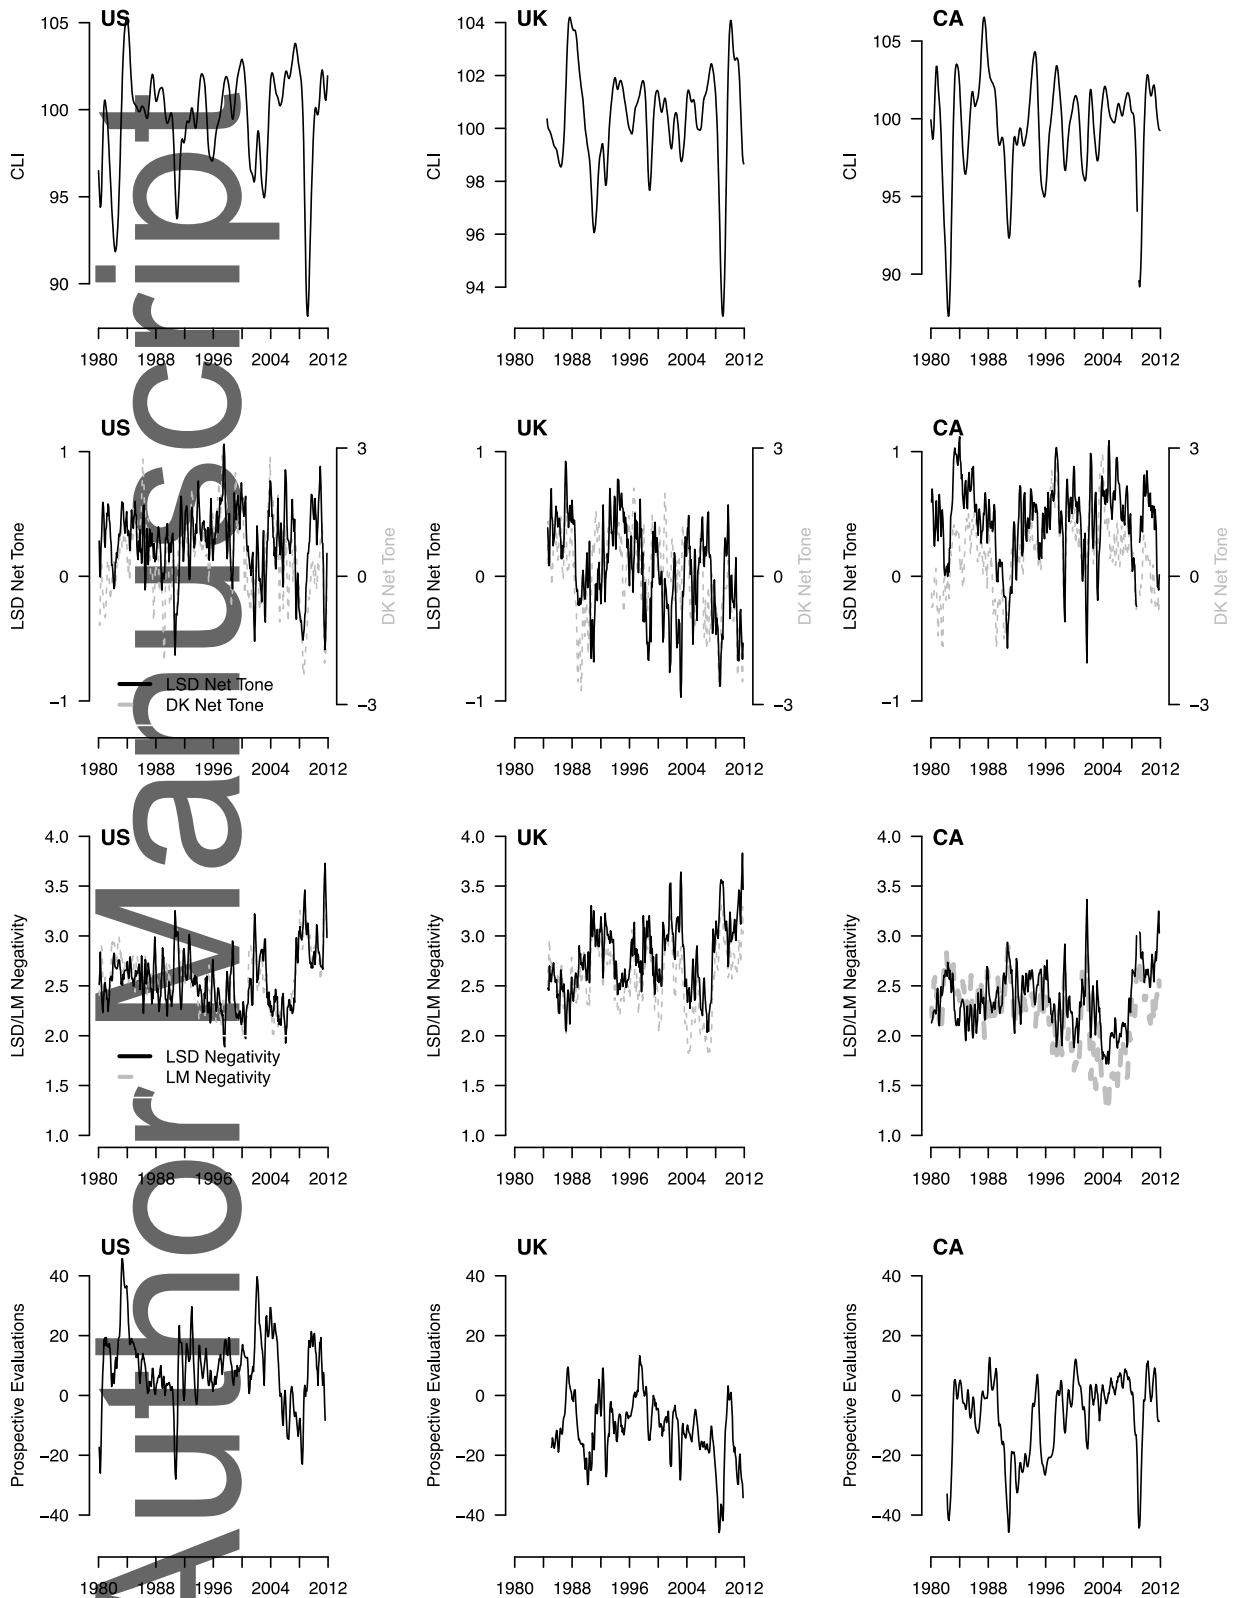 US
UK
CA
105
100
95
90
CLI
104
102
100
98
96
94
CLI
105
100
95
90
CLI
1980 1988 1996 2004 2012
1980 1988 1996 2004 2012
1980 1988 1996 2004 2012
US
UK
CA
1
0
−1
LSD Net Tone
3
0
−3
DK Net Tone
LSD Net Tone
DK Net Tone
1
0
−1
LSD Net Tone
3
0
−3
DK Net Tone
1
0
−1
LSD Net Tone
3
0
−3
DK Net Tone
1980 1988 1996 2004 2012
1980 1988 1996 2004 2012
1980 1988 1996 2004 2012
US
UK
CA
4.0
3.5
3.0
2.5
2.0
1.5
1.0
LSD/LM Negativity
LSD Negativity
LM Negativity
4.0
3.5
3.0
2.5
2.0
1.5
1.0
LSD/LM Negativity
4.0
3.5
3.0
2.5
2.0
1.5
1.0
LSD/LM Negativity
1980 1988 1996 2004 2012
1980 1988 1996 2004 2012
1980 1988 1996 2004 2012
US
UK
CA
40
20
0
−20
−40
Prospective Evaluations
40
20
0
−20
−40
Prospective Evaluations
40
20
0
−20
−40
Prospective Evaluations
1980 1988 1996 2004 2012
1980 1988 1996 2004 2012
1980 1988 1996 2004 2012
Author Manuscript